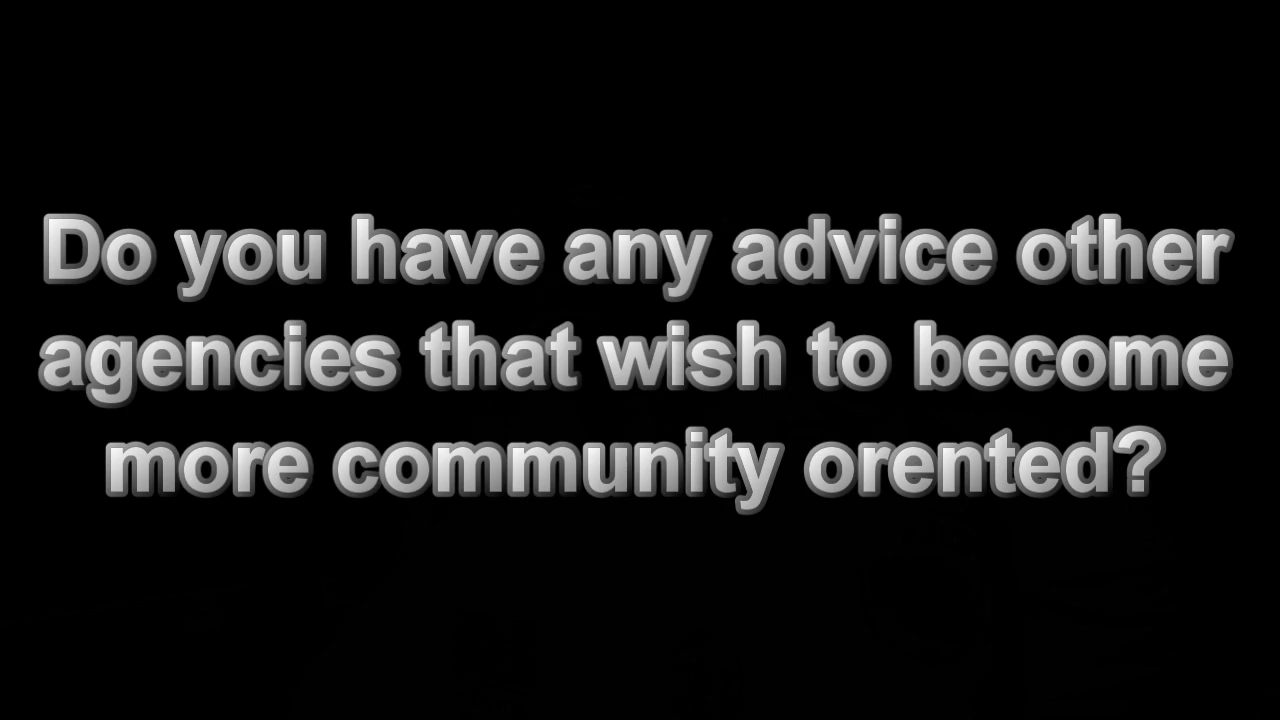 Do you have any advice other
agencies that wish to become
more community orented?